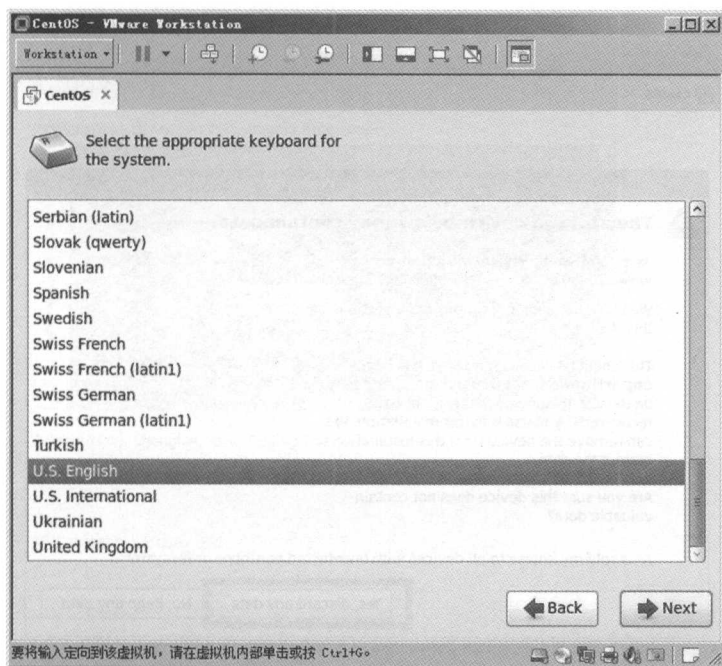 CentOS - VMware Workstation
Workstation
CentOS
Select the appropriate keyboard for
the system.
Serbian (latin)
Slovak (qwerty)
Slovenian
Spanish
Swedish
Swiss French
Swiss French (latin1)
Swiss German
Swiss German (latin1)
Turkish
U.S. English
U.S. International
Ukrainian
United Kingdom
Back
Next
要将输入定向到该虚拟机，请在虚拟机内部单击或按 Ctrl+G。